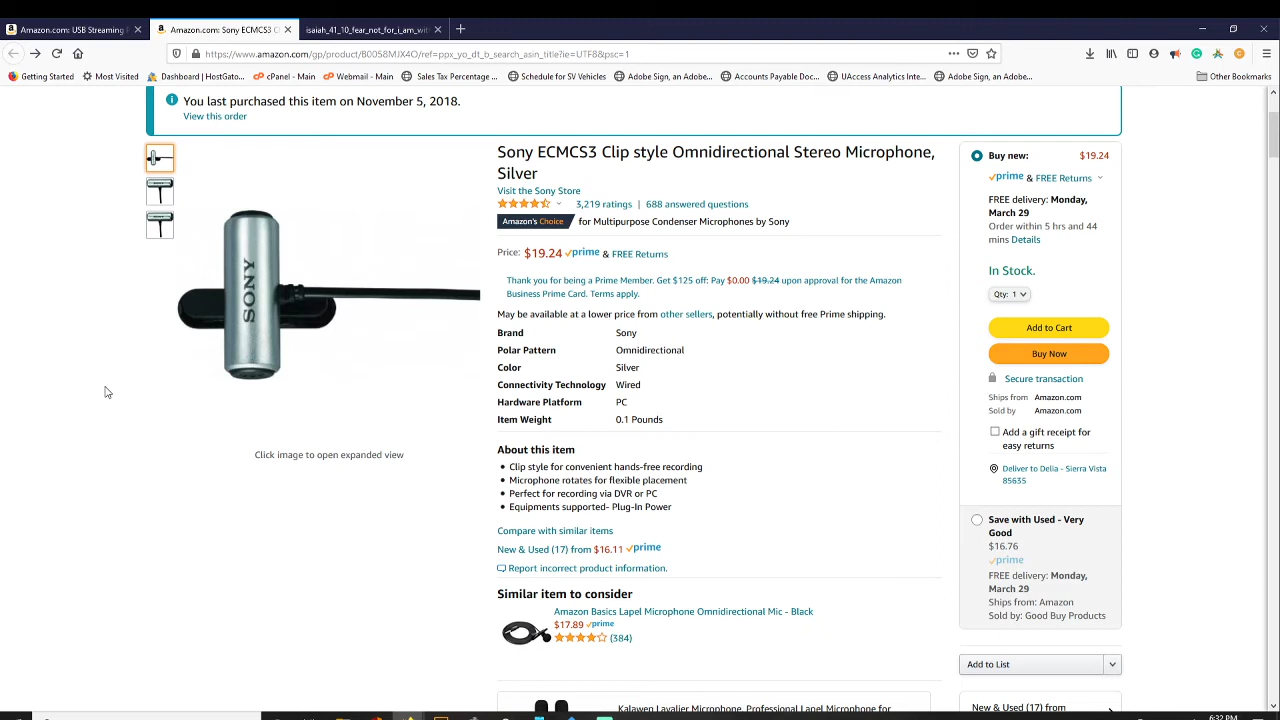 Amazon.com: USB Streaming P
Amazon.com: Sony ECMCS3 Cl
isaiah_41_10_fear_not_for_i_am_with
https://www.amazon.com/gp/product/B0058MJX4O/ref=ppx_yo_dt_b_search_asin_title?ie=UTF8&psc=1
Getting Started
Most Visited
Dashboard | HostGato...
cPanel - Main
Webmail - Main
Sales Tax Percentage ...
Schedule for SV Vehicles
Adobe Sign, an Adobe...
Accounts Payable Doc...
UAccess Analytics Inte...
Adobe Sign, an Adobe...
Other Bookmarks
You last purchased this item on November 5, 2018.
View this order
SONY
Click image to open expanded view
Sony ECMCS3 Clip style Omnidirectional Stereo Microphone,
Silver
Visit the Sony Store
3,219 ratings | 688 answered questions
Amazon's Choice for Multipurpose Condenser Microphones by Sony
Price: $19.24 prime & FREE Returns
Thank you for being a Prime Member. Get $125 off: Pay $0.00 $19.24 upon approval for the Amazon
Business Prime Card. Terms apply.
May be available at a lower price from other sellers, potentially without free Prime shipping.
Brand Sony
Polar Pattern Omnidirectional
Color Silver
Connectivity Technology Wired
Hardware Platform PC
Item Weight 0.1 Pounds
About this item
• Clip style for convenient hands-free recording
• Microphone rotates for flexible placement
• Perfect for recording via DVR or PC
• Equipments supported- Plug-In Power
Compare with similar items
New & Used (17) from $16.11 prime
Report incorrect product information.
Similar item to consider
Amazon Basics Lapel Microphone Omnidirectional Mic - Black
$17.89 prime
(384)
Kalawen Lavalier Microphone, Professional Lapel Microphone for
Buy new: $19.24
prime & FREE Returns
FREE delivery: Monday,
March 29
Order within 5 hrs and 44
mins Details
In Stock.
Qty: 1
Add to Cart
Buy Now
Secure transaction
Ships from Amazon.com
Sold by Amazon.com
Add a gift receipt for
easy returns
Deliver to Delia - Sierra Vista
85635
Save with Used - Very
Good
$16.76
prime
FREE delivery: Monday,
March 29
Ships from: Amazon
Sold by: Good Buy Products
Add to List
New & Used (17) from
6:32 PM